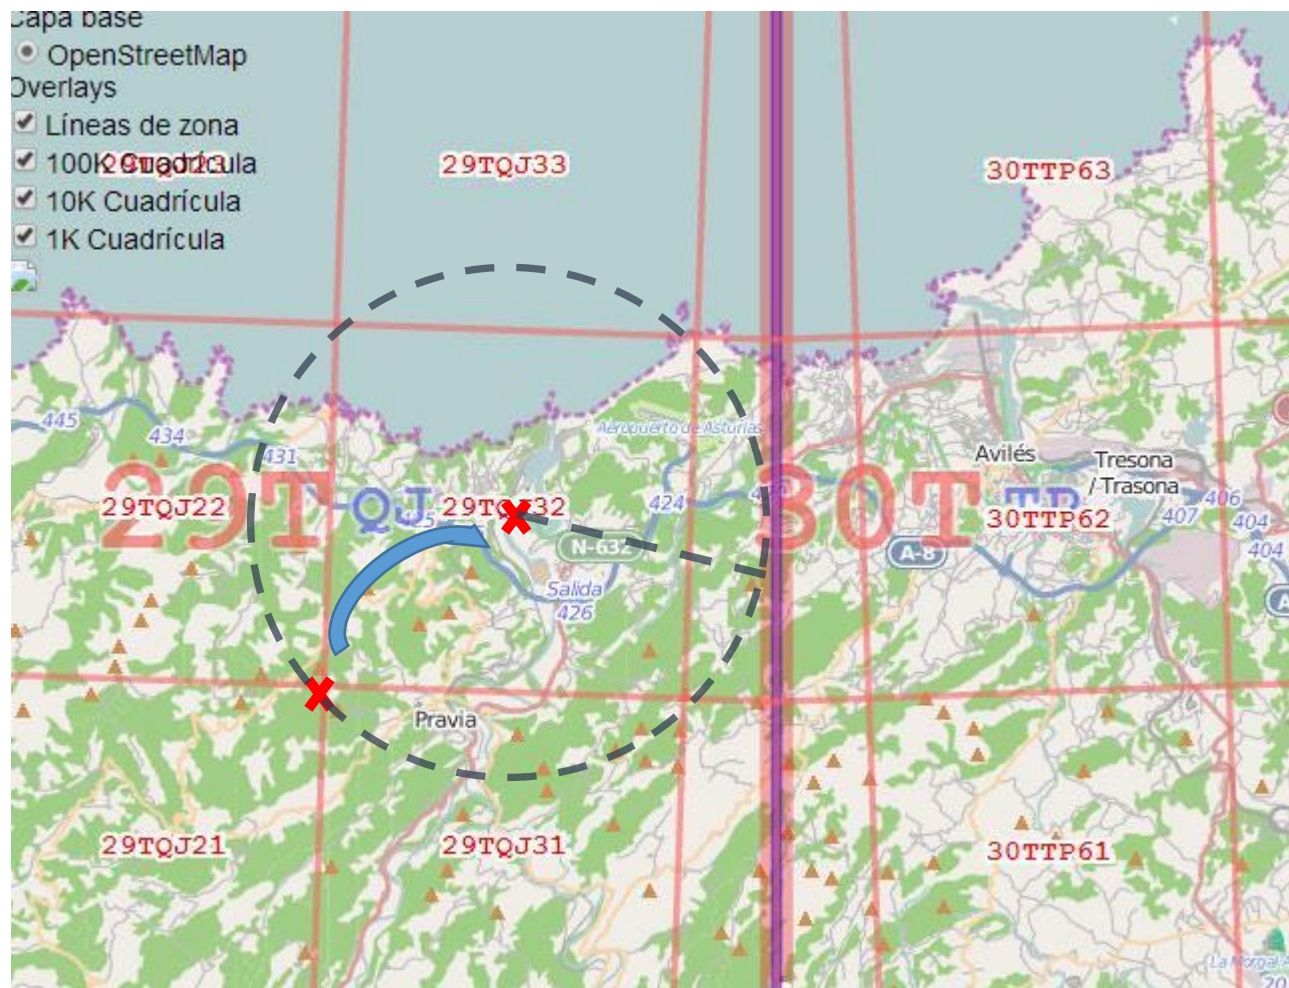 Capa base
OpenStreetMap
Overlays
Líneas de zona
100K Cuadrícula
29TQJ23
29TQJ33
30TTP63
10K Cuadrícula
1K Cuadrícula
445
434
431
Aeropuerto de Asturias
Avilés
Tresona
/ Trasona
29T
QJ
30T
TP
29TQJ22
29TQJ32
424
30TTP62
406
407
404
N-632
A-8
404
Salida
426
A
Pravia
29TQJ21
29TQJ31
30TTP61